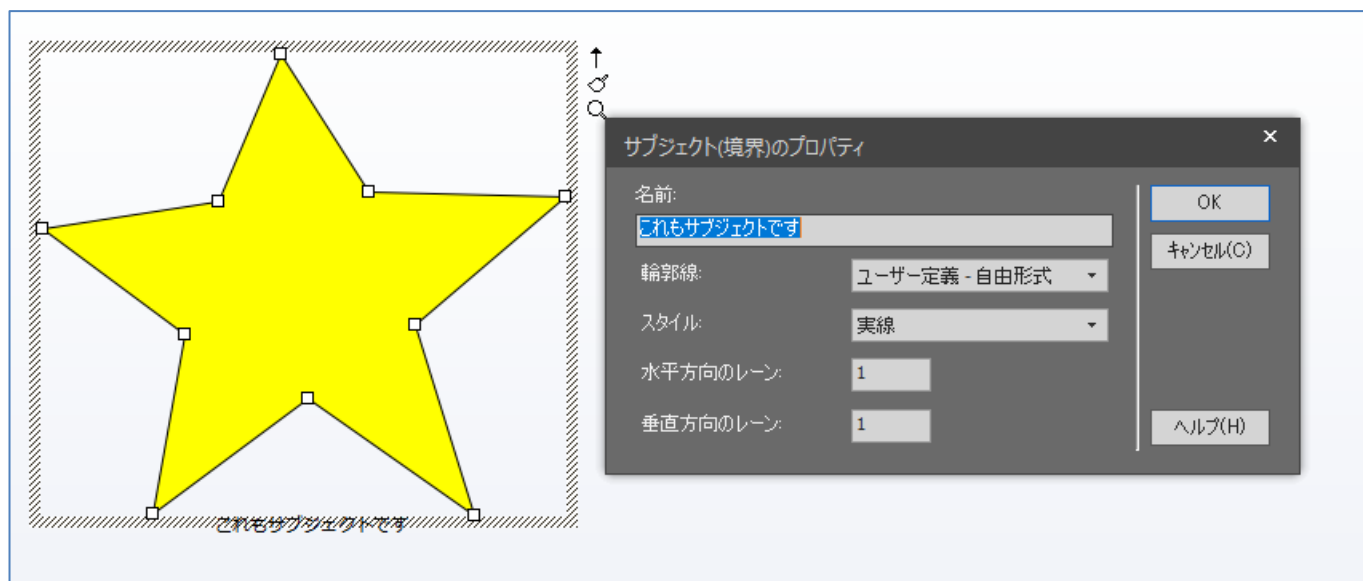 サブジェクト(境界)のプロパティ
名前:
これもサブジェクトです
OK
輪郭線:
ユーザー定義 - 自由形式
キャンセル(C)
スタイル:
実線
水平方向のレーン:
1
垂直方向のレーン:
1
ヘルプ(H)
これもサブジェクトです